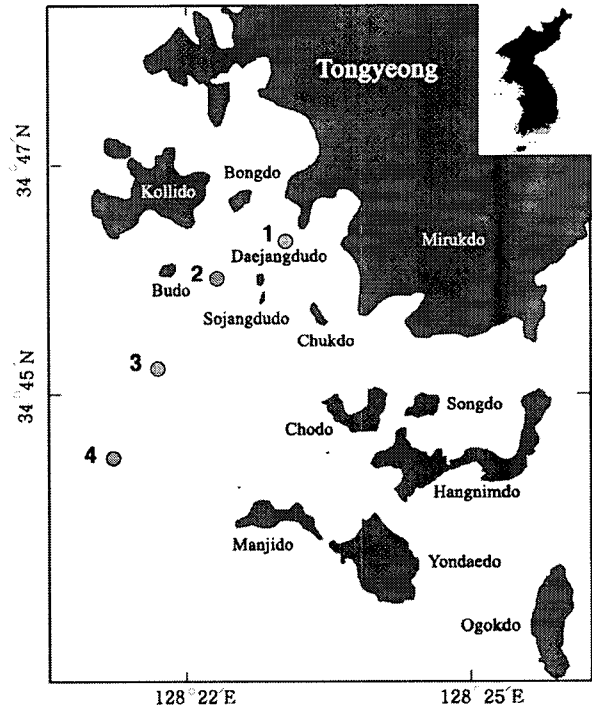 Tongyeong
34°47′N
Bongdo
Kollido
1
Daejangdudo
Mirukdo
2
Budo
Sojangdudo
Chukdo
3
34°45′N
Chodo
Songdo
4
Hangnimdo
Manjido
Yondaedo
Ogokdo
128°22′E
128°25′E